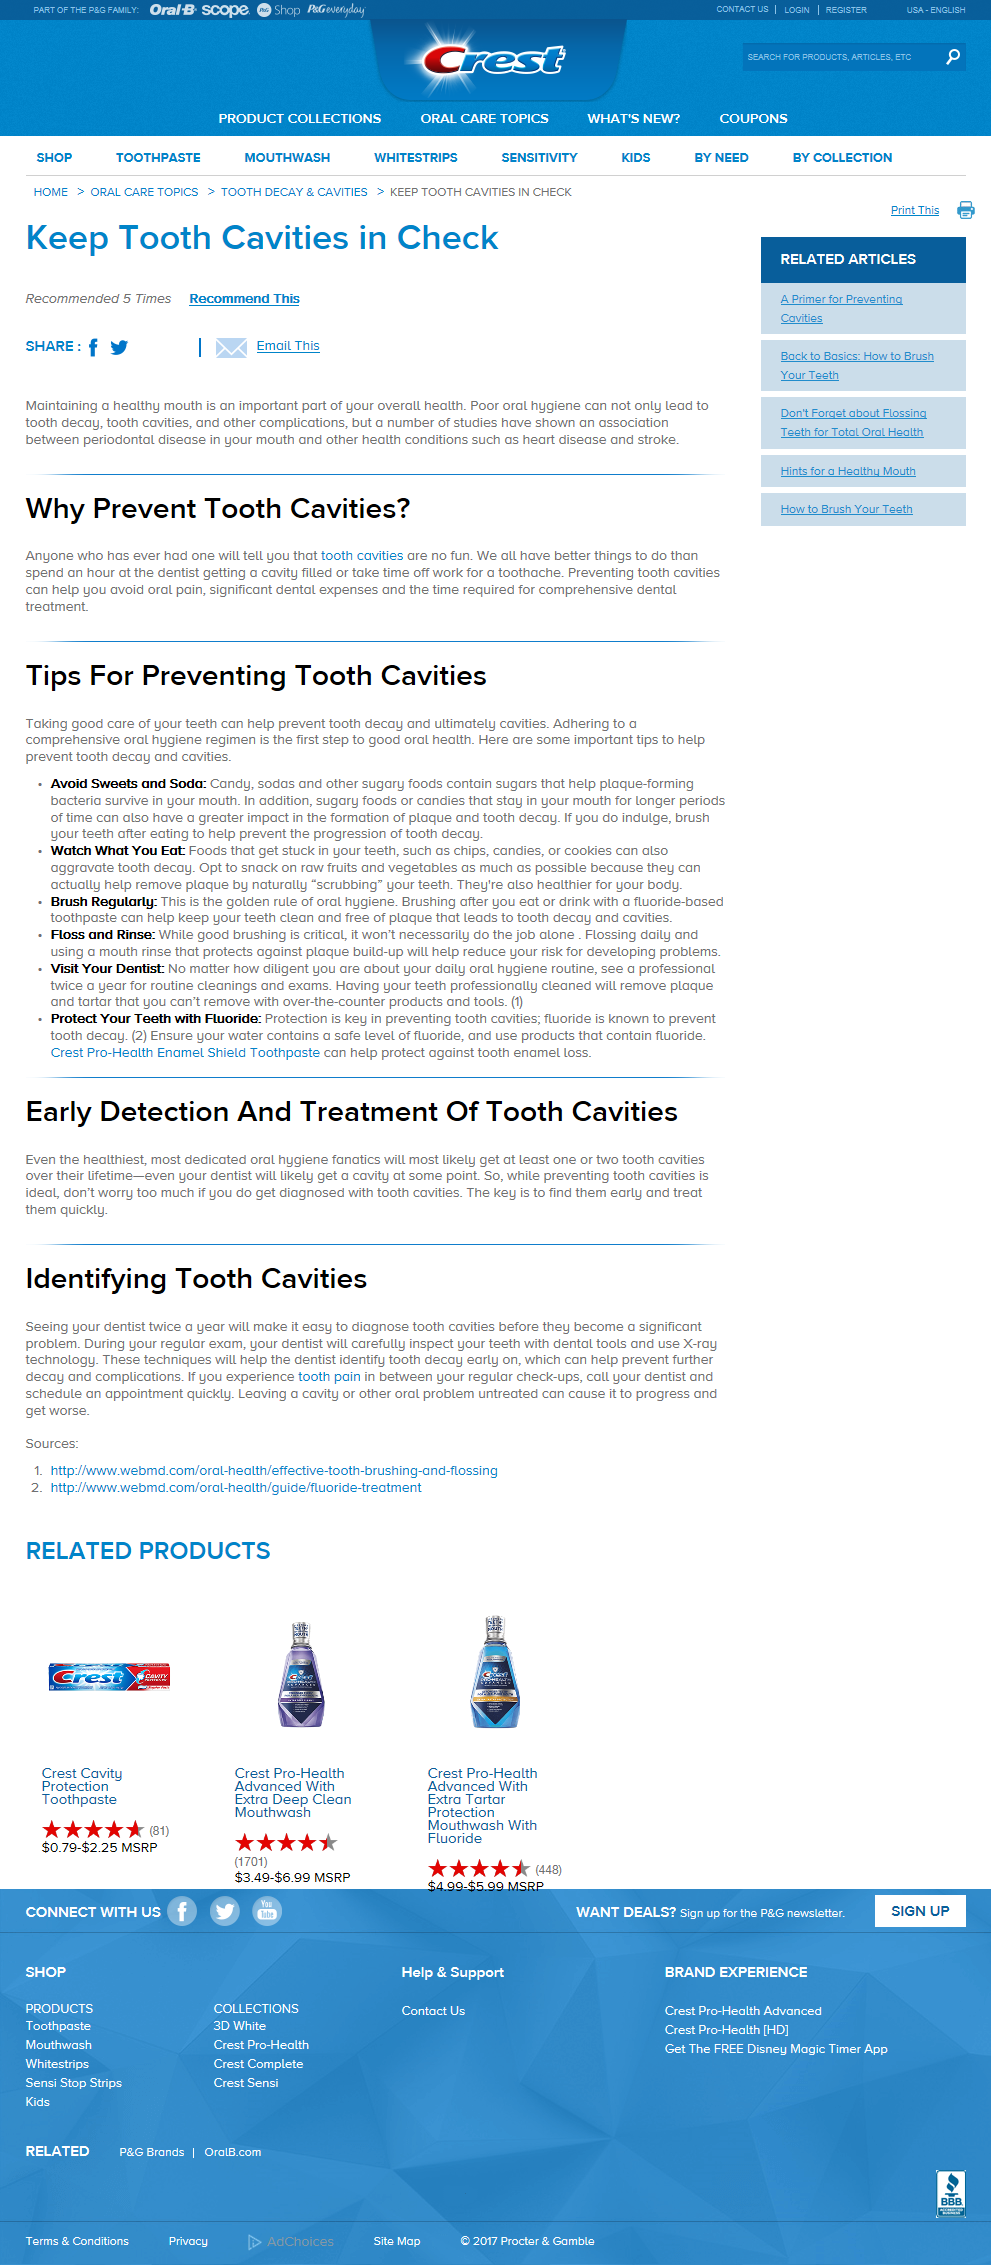 PART OF THE P&G FAMILY: Oral-B scope. P&G Shop P&G everyday
CONTACT US | LOGIN | REGISTER USA - ENGLISH
Crest
SEARCH FOR PRODUCTS, ARTICLES, ETC
PRODUCT COLLECTIONS ORAL CARE TOPICS WHAT'S NEW? COUPONS
SHOP TOOTHPASTE MOUTHWASH WHITESTRIPS SENSITIVITY KIDS BY NEED BY COLLECTION
HOME > ORAL CARE TOPICS > TOOTH DECAY & CAVITIES > KEEP TOOTH CAVITIES IN CHECK
Print This
Keep Tooth Cavities in Check
Recommended 5 Times Recommend This
SHARE : | Email This
RELATED ARTICLES
A Primer for Preventing
Cavities
Back to Basics: How to Brush
Your Teeth
Don't Forget about Flossing
Teeth for Total Oral Health
Hints for a Healthy Mouth
How to Brush Your Teeth
Maintaining a healthy mouth is an important part of your overall health. Poor oral hygiene can not only lead to
tooth decay, tooth cavities, and other complications, but a number of studies have shown an association
between periodontal disease in your mouth and other health conditions such as heart disease and stroke.
Why Prevent Tooth Cavities?
Anyone who has ever had one will tell you that tooth cavities are no fun. We all have better things to do than
spend an hour at the dentist getting a cavity filled or take time off work for a toothache. Preventing tooth cavities
can help you avoid oral pain, significant dental expenses and the time required for comprehensive dental
treatment.
Tips For Preventing Tooth Cavities
Taking good care of your teeth can help prevent tooth decay and ultimately cavities. Adhering to a
comprehensive oral hygiene regimen is the first step to good oral health. Here are some important tips to help
prevent tooth decay and cavities.
• Avoid Sweets and Soda: Candy, sodas and other sugary foods contain sugars that help plaque-forming
bacteria survive in your mouth. In addition, sugary foods or candies that stay in your mouth for longer periods
of time can also have a greater impact in the formation of plaque and tooth decay. If you do indulge, brush
your teeth after eating to help prevent the progression of tooth decay.
• Watch What You Eat: Foods that get stuck in your teeth, such as chips, candies, or cookies can also
aggravate tooth decay. Opt to snack on raw fruits and vegetables as much as possible because they can
actually help remove plaque by naturally “scrubbing” your teeth. They're also healthier for your body.
• Brush Regularly: This is the golden rule of oral hygiene. Brushing after you eat or drink with a fluoride-based
toothpaste can help keep your teeth clean and free of plaque that leads to tooth decay and cavities.
• Floss and Rinse: While good brushing is critical, it won't necessarily do the job alone . Flossing daily and
using a mouth rinse that protects against plaque build-up will help reduce your risk for developing problems.
• Visit Your Dentist: No matter how diligent you are about your daily oral hygiene routine, see a professional
twice a year for routine cleanings and exams. Having your teeth professionally cleaned will remove plaque
and tartar that you can't remove with over-the-counter products and tools. (1)
• Protect Your Teeth with Fluoride: Protection is key in preventing tooth cavities; fluoride is known to prevent
tooth decay. (2) Ensure your water contains a safe level of fluoride, and use products that contain fluoride.
Crest Pro-Health Enamel Shield Toothpaste can help protect against tooth enamel loss.
Early Detection And Treatment Of Tooth Cavities
Even the healthiest, most dedicated oral hygiene fanatics will most likely get at least one or two tooth cavities
over their lifetime—even your dentist will likely get a cavity at some point. So, while preventing tooth cavities is
ideal, don't worry too much if you do get diagnosed with tooth cavities. The key is to find them early and treat
them quickly.
Identifying Tooth Cavities
Seeing your dentist twice a year will make it easy to diagnose tooth cavities before they become a significant
problem. During your regular exam, your dentist will carefully inspect your teeth with dental tools and use X-ray
technology. These techniques will help the dentist identify tooth decay early on, which can help prevent further
decay and complications. If you experience tooth pain in between your regular check-ups, call your dentist and
schedule an appointment quickly. Leaving a cavity or other oral problem untreated can cause it to progress and
get worse.
Sources:
1. http://www.webmd.com/oral-health/effective-tooth-brushing-and-flossing
2. http://www.webmd.com/oral-health/guide/fluoride-treatment
RELATED PRODUCTS
Crest CAVITY
Crest
Crest
Crest Cavity
Protection
Toothpaste
(81)
$0.79-$2.25 MSRP
Crest Pro-Health
Advanced With
Extra Deep Clean
Mouthwash
(1701)
$3.49-$6.99 MSRP
Crest Pro-Health
Advanced With
Extra Tartar
Protection
Mouthwash With
Fluoride
(448)
$4.99-$5.99 MSRP
CONNECT WITH US You Tube
WANT DEALS? Sign up for the P&G newsletter. SIGN UP
SHOP
PRODUCTS
Toothpaste
Mouthwash
Whitestrips
Sensi Stop Strips
Kids
COLLECTIONS
3D White
Crest Pro-Health
Crest Complete
Crest Sensi
Help & Support
Contact Us
BRAND EXPERIENCE
Crest Pro-Health Advanced
Crest Pro-Health [HD]
Get The FREE Disney Magic Timer App
RELATED P&G Brands | OralB.com
BBB
ACCREDITED
BUSINESS
Terms & Conditions Privacy AdChoices Site Map © 2017 Procter & Gamble